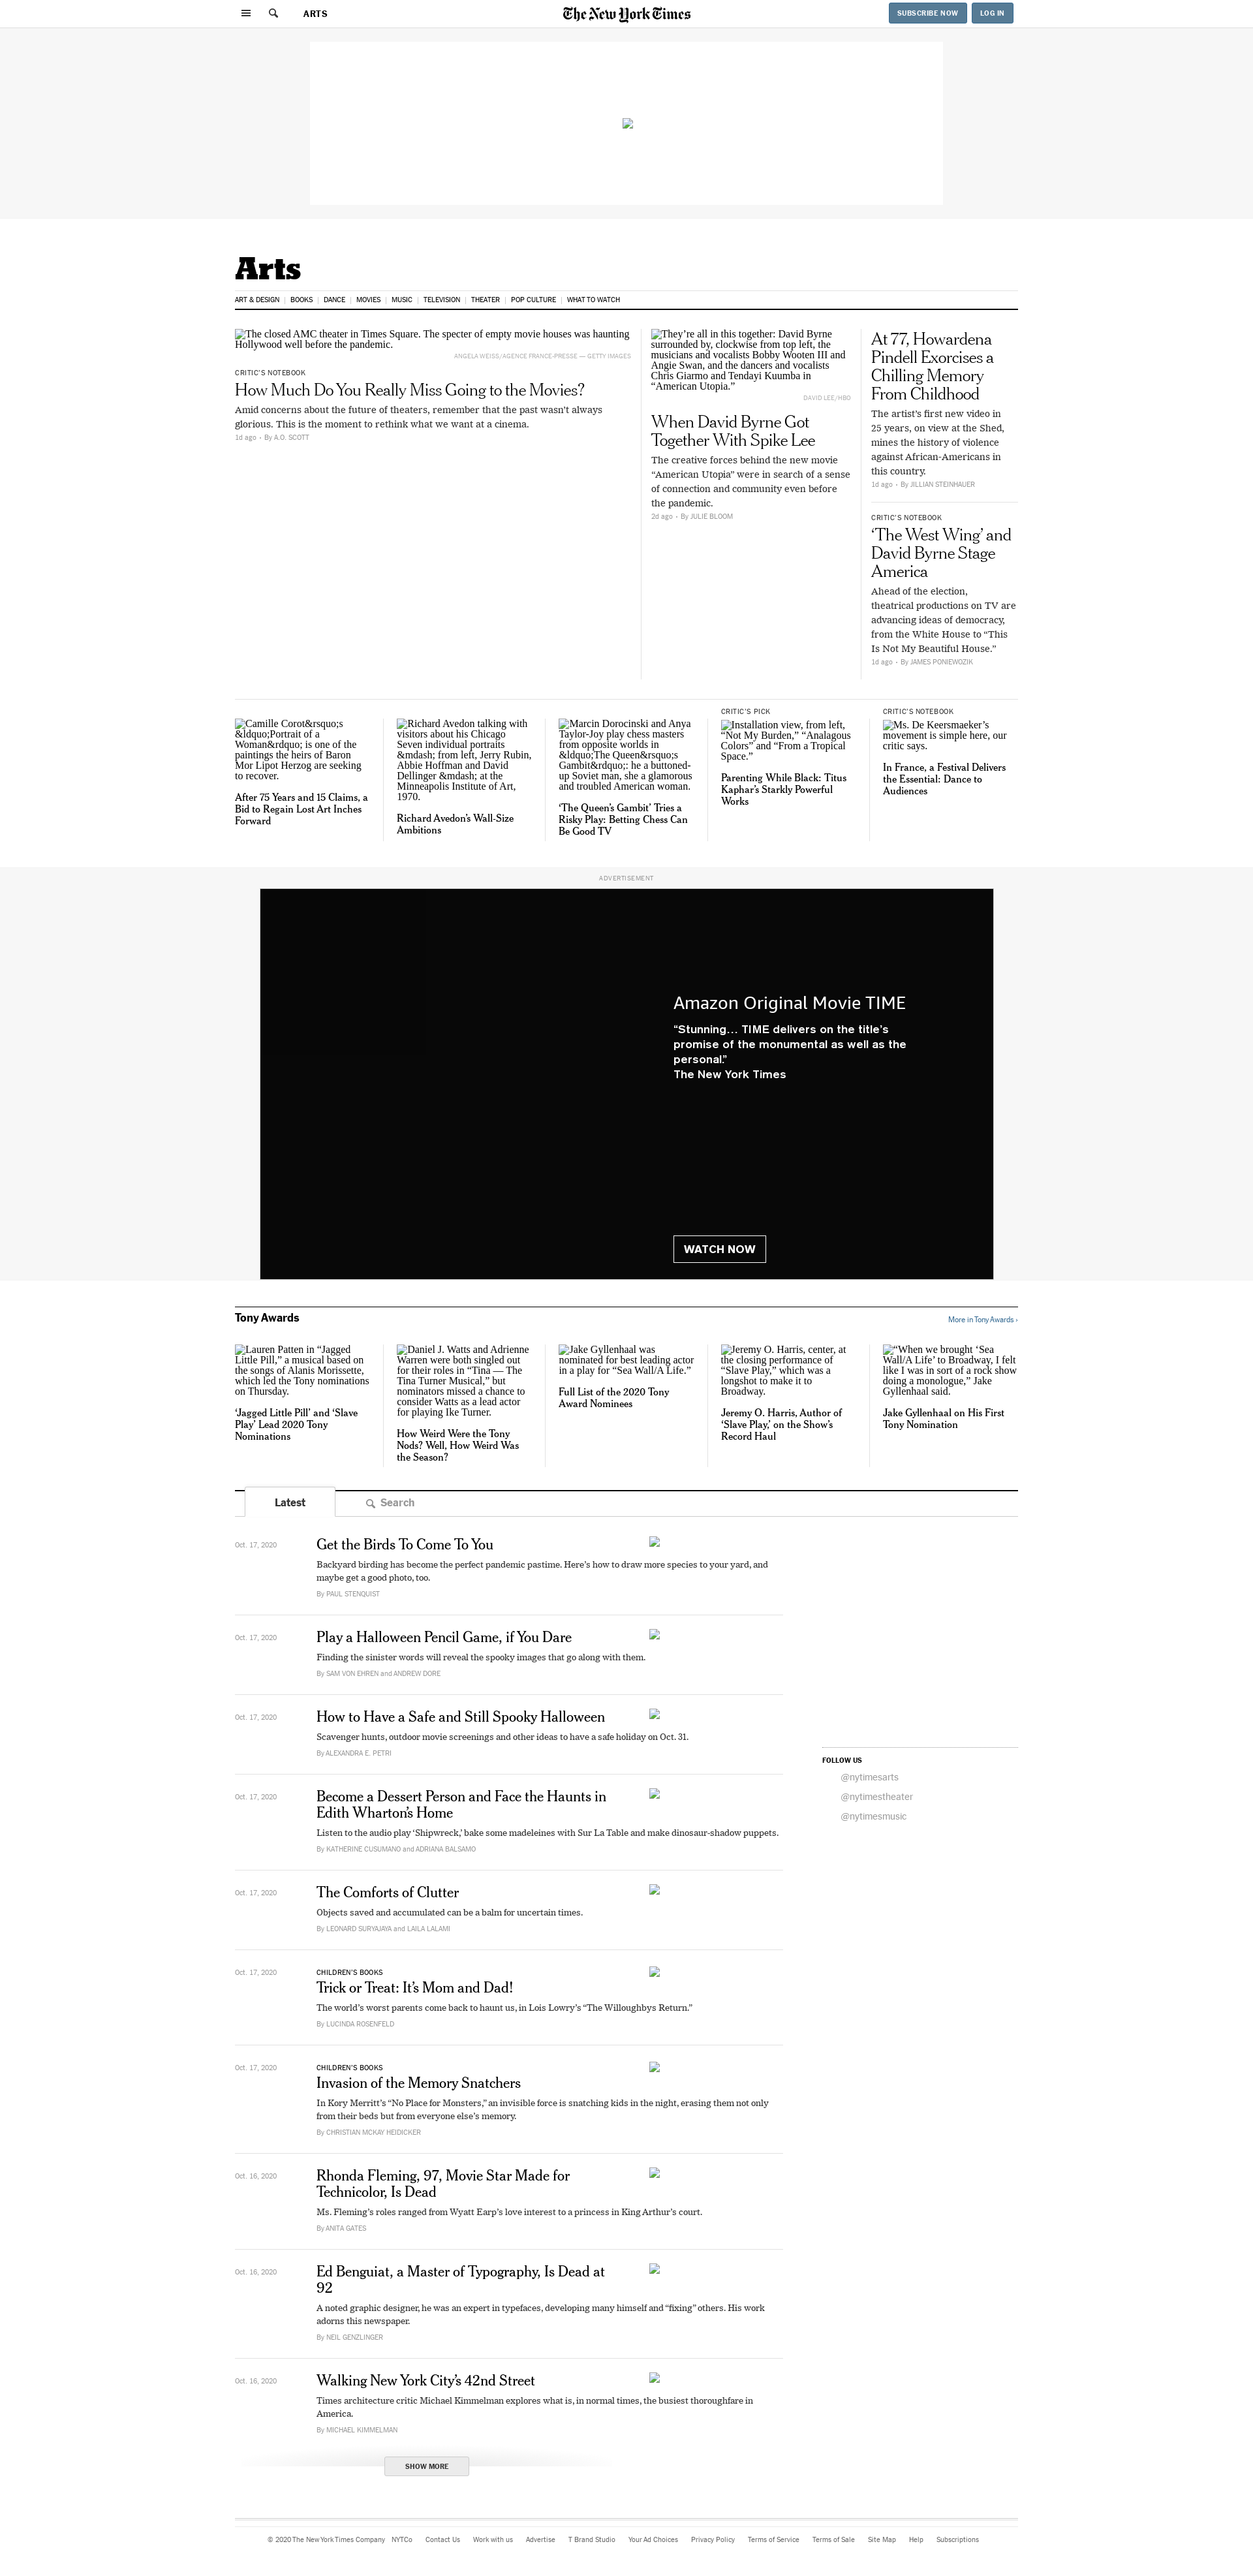 ARTS
The New York Times
SUBSCRIBE NOW
LOG IN
Arts
ART & DESIGN
BOOKS
DANCE
MOVIES
MUSIC
TELEVISION
THEATER
POP CULTURE
WHAT TO WATCH
The closed AMC theater in Times Square. The specter of empty movie houses was haunting
Hollywood well before the pandemic.
ANGELA WEISS/AGENCE FRANCE-PRESSE — GETTY IMAGES
CRITIC'S NOTEBOOK
How Much Do You Really Miss Going to the Movies?
Amid concerns about the future of theaters, remember that the past wasn't always
glorious. This is the moment to rethink what we want at a cinema.
1d ago • By A.O. SCOTT
They're all in this together: David Byrne
surrounded by, clockwise from top left, the
musicians and vocalists Bobby Wooten III and
Angie Swan, and the dancers and vocalists
Chris Giarmo and Tendayi Kuumba in
“American Utopia.”
DAVID LEE/HBO
When David Byrne Got
Together With Spike Lee
The creative forces behind the new movie
“American Utopia” were in search of a sense
of connection and community even before
the pandemic.
2d ago • By JULIE BLOOM
At 77, Howardena
Pindell Exorcises a
Chilling Memory
From Childhood
The artist's first new video in
25 years, on view at the Shed,
mines the history of violence
against African-Americans in
this country.
1d ago • By JILLIAN STEINHAUER
CRITIC'S NOTEBOOK
‘The West Wing’ and
David Byrne Stage
America
Ahead of the election,
theatrical productions on TV are
advancing ideas of democracy,
from the White House to “This
Is Not My Beautiful House.”
1d ago • By JAMES PONIEWOZIK
Camille Corot&rsquo;s
&ldquo;Portrait of a
Woman&rdquo; is one of the
paintings the heirs of Baron
Mor Lipot Herzog are seeking
to recover.
After 75 Years and 15 Claims, a
Bid to Regain Lost Art Inches
Forward
Richard Avedon talking with
visitors about his Chicago
Seven individual portraits
&mdash; from left, Jerry Rubin,
Abbie Hoffman and David
Dellinger &mdash; at the
Minneapolis Institute of Art,
1970.
Richard Avedon's Wall-Size
Ambitions
Marcin Dorocinski and Anya
Taylor-Joy play chess masters
from opposite worlds in
&ldquo;The Queen&rsquo;s
Gambit&rdquo;: he a buttoned-
up Soviet man, she a glamorous
and troubled American woman.
‘The Queen's Gambit’ Tries a
Risky Play: Betting Chess Can
Be Good TV
CRITIC'S PICK
Installation view, from left,
“Not My Burden,” “Analagous
Colors” and “From a Tropical
Space.”
Parenting While Black: Titus
Kaphar's Starkly Powerful
Works
CRITIC'S NOTEBOOK
Ms. De Keersmaeker's
movement is simple here, our
critic says.
In France, a Festival Delivers
the Essential: Dance to
Audiences
ADVERTISEMENT
Amazon Original Movie TIME
“Stunning... TIME delivers on the title's
promise of the monumental as well as the
personal.”
The New York Times
WATCH NOW
Tony Awards
More in Tony Awards ›
Lauren Patten in “Jagged
Little Pill,” a musical based on
the songs of Alanis Morissette,
which led the Tony nominations
on Thursday.
‘Jagged Little Pill’ and ‘Slave
Play’ Lead 2020 Tony
Nominations
Daniel J. Watts and Adrienne
Warren were both singled out
for their roles in “Tina — The
Tina Turner Musical,” but
nominators missed a chance to
consider Watts as a lead actor
for playing Ike Turner.
How Weird Were the Tony
Nods? Well, How Weird Was
the Season?
Jake Gyllenhaal was
nominated for best leading actor
in a play for “Sea Wall/A Life.”
Full List of the 2020 Tony
Award Nominees
Jeremy O. Harris, center, at
the closing performance of
“Slave Play,” which was a
longshot to make it to
Broadway.
Jeremy O. Harris, Author of
‘Slave Play,’ on the Show's
Record Haul
“When we brought ‘Sea
Wall/A Life’ to Broadway, I felt
like I was in sort of a rock show
doing a monologue,” Jake
Gyllenhaal said.
Jake Gyllenhaal on His First
Tony Nomination
Latest
Search
Oct. 17, 2020
Get the Birds To Come To You
Backyard birding has become the perfect pandemic pastime. Here's how to draw more species to your yard, and
maybe get a good photo, too.
By PAUL STENQUIST
Oct. 17, 2020
Play a Halloween Pencil Game, if You Dare
Finding the sinister words will reveal the spooky images that go along with them.
By SAM VON EHREN and ANDREW DORE
Oct. 17, 2020
How to Have a Safe and Still Spooky Halloween
Scavenger hunts, outdoor movie screenings and other ideas to have a safe holiday on Oct. 31.
By ALEXANDRA E. PETRI
Oct. 17, 2020
Become a Dessert Person and Face the Haunts in
Edith Wharton's Home
Listen to the audio play ‘Shipwreck,’ bake some madeleines with Sur La Table and make dinosaur-shadow puppets.
By KATHERINE CUSUMANO and ADRIANA BALSAMO
Oct. 17, 2020
The Comforts of Clutter
Objects saved and accumulated can be a balm for uncertain times.
By LEONARD SURYAJAYA and LAILA LALAMI
Oct. 17, 2020
CHILDREN'S BOOKS
Trick or Treat: It's Mom and Dad!
The world's worst parents come back to haunt us, in Lois Lowry's “The Willoughbys Return.”
By LUCINDA ROSENFELD
Oct. 17, 2020
CHILDREN'S BOOKS
Invasion of the Memory Snatchers
In Kory Merritt's “No Place for Monsters,” an invisible force is snatching kids in the night, erasing them not only
from their beds but from everyone else's memory.
By CHRISTIAN MCKAY HEIDICKER
Oct. 16, 2020
Rhonda Fleming, 97, Movie Star Made for
Technicolor, Is Dead
Ms. Fleming's roles ranged from Wyatt Earp's love interest to a princess in King Arthur's court.
By ANITA GATES
Oct. 16, 2020
Ed Benguiat, a Master of Typography, Is Dead at
92
A noted graphic designer, he was an expert in typefaces, developing many himself and “fixing” others. His work
adorns this newspaper.
By NEIL GENZLINGER
Oct. 16, 2020
Walking New York City's 42nd Street
Times architecture critic Michael Kimmelman explores what is, in normal times, the busiest thoroughfare in
America.
By MICHAEL KIMMELMAN
SHOW MORE
FOLLOW US
@nytimesarts
@nytimestheater
@nytimesmusic
© 2020 The New York Times Company
NYTCo
Contact Us
Work with us
Advertise
T Brand Studio
Your Ad Choices
Privacy Policy
Terms of Service
Terms of Sale
Site Map
Help
Subscriptions